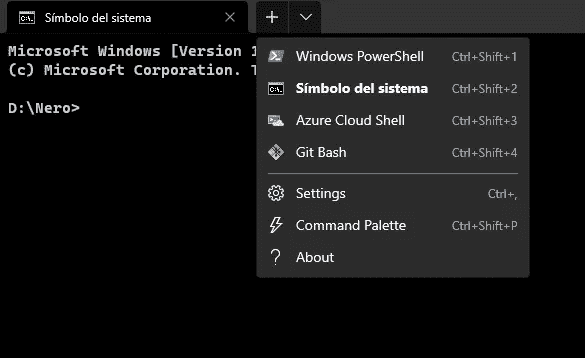 Símbolo del sistema
Microsoft Windows [Version 1
(c) Microsoft Corporation. T
D:\Nero>
Windows PowerShell Ctrl+Shift+1
Símbolo del sistema Ctrl+Shift+2
Azure Cloud Shell Ctrl+Shift+3
Git Bash Ctrl+Shift+4
Settings Ctrl+,
Command Palette Ctrl+Shift+P
About